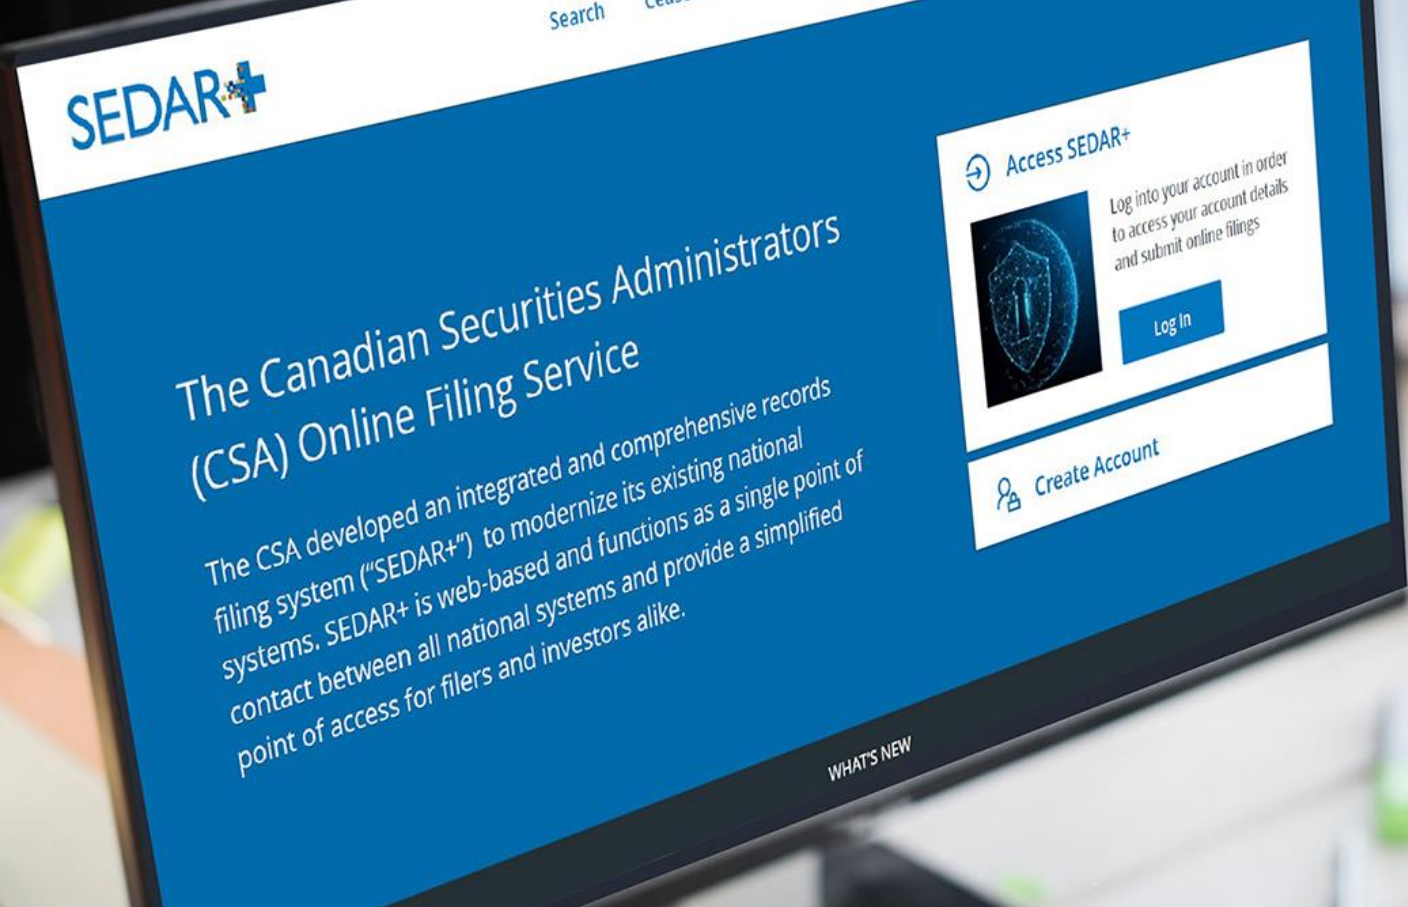 Search
SEDAR+
The Canadian Securities Administrators
(CSA) Online Filing Service
The CSA developed an integrated and comprehensive records
filing system (“SEDAR+”) to modernize its existing national
systems. SEDAR+ is web-based and functions as a single point of
contact between all national systems and provide a simplified
point of access for filers and investors alike.
Access SEDAR+
Log into your account in order
to access your account details
and submit online filings
Log In
Create Account
WHAT'S NEW